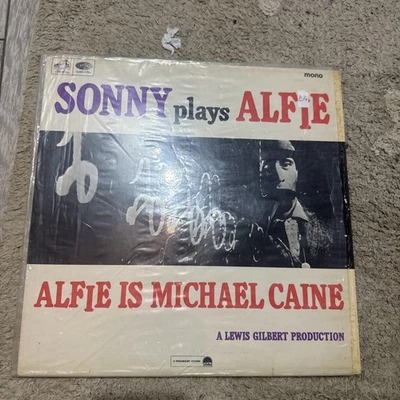 mono
SONNY plays ALFiE
ALFIE IS MICHAEL CAINE
A LEWIS GILBERT PRODUCTION